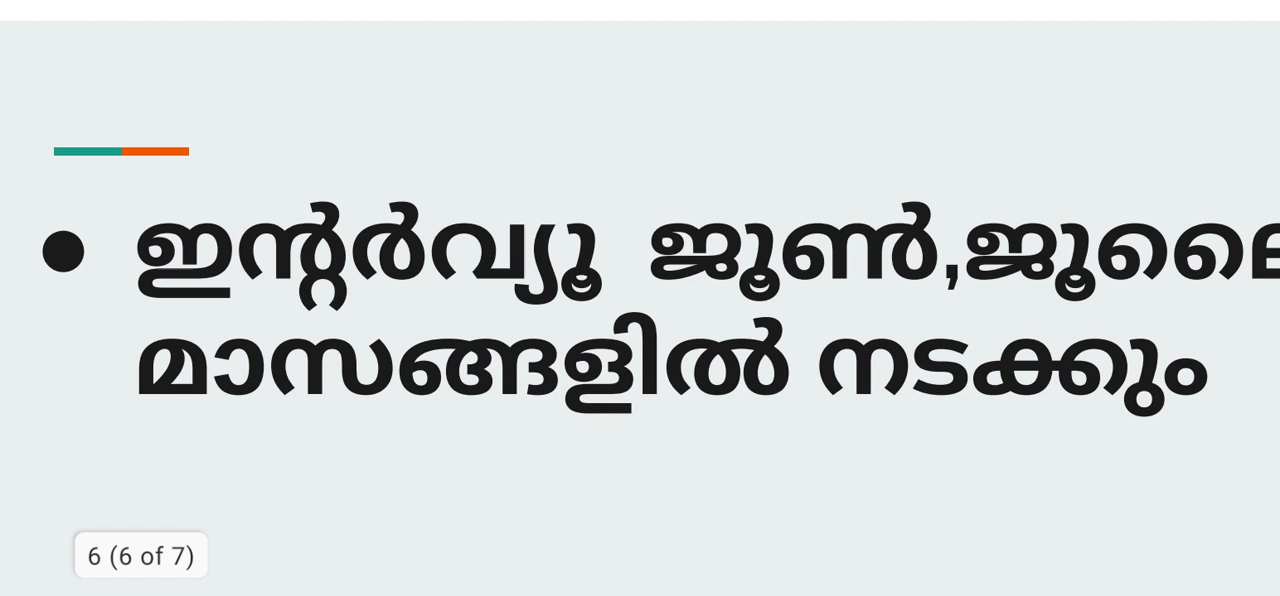 ● ഇന്റർവ്യൂ ജൂൺ,ജൂലൈ
മാസങ്ങളിൽ നടക്കും
6 (6 of 7)